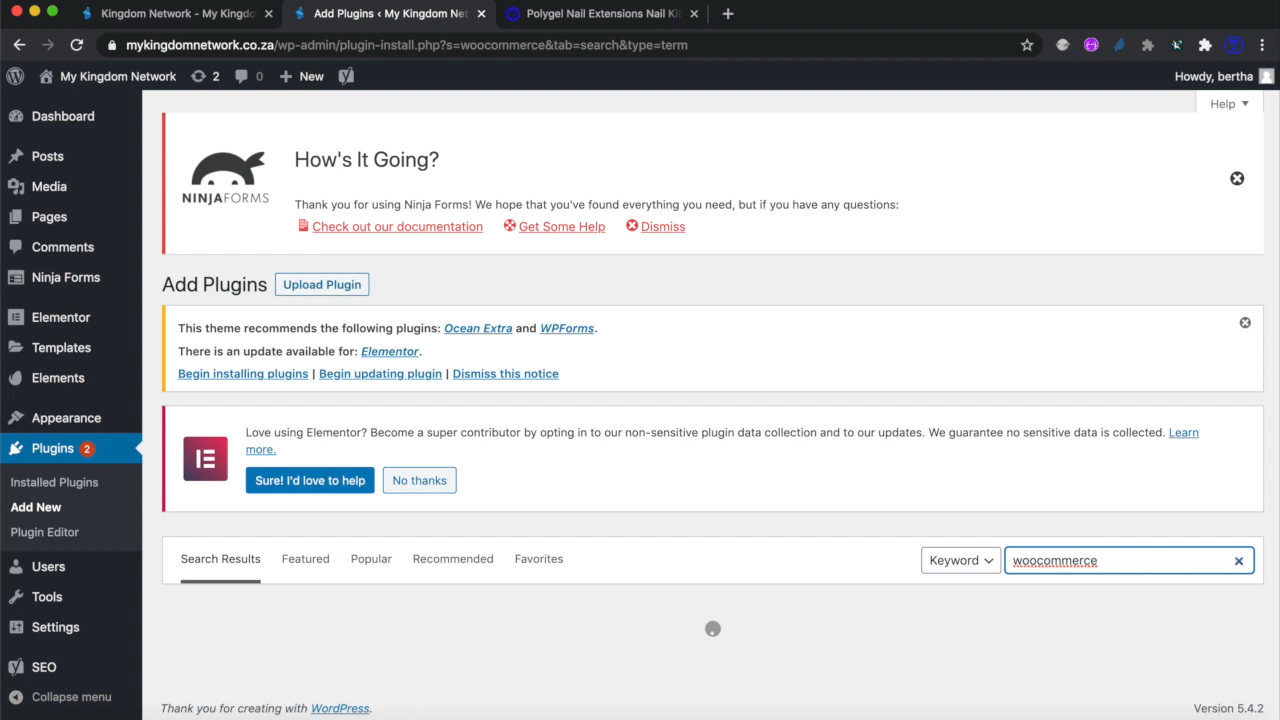 Kingdom Network - My Kingdo
Add Plugins < My Kingdom Net
Polygel Nail Extensions Nail Kit
mykingdomnetwork.co.za/wp-admin/plugin-install.php?s=woocommerce&tab=search&type=term
My Kingdom Network 2 0 New Howdy, bertha
Help
Dashboard
Posts
Media
Pages
Comments
Ninja Forms
Elementor
Templates
Elements
Appearance
Plugins 2
Installed Plugins
Add New
Plugin Editor
Users
Tools
Settings
SEO
Collapse menu
NINJAFORMS
How's It Going?
Thank you for using Ninja Forms! We hope that you've found everything you need, but if you have any questions:
Check out our documentation Get Some Help Dismiss
Add Plugins Upload Plugin
This theme recommends the following plugins: Ocean Extra and WPForms.
There is an update available for: Elementor.
Begin installing plugins | Begin updating plugin | Dismiss this notice
Love using Elementor? Become a super contributor by opting in to our non-sensitive plugin data collection and to our updates. We guarantee no sensitive data is collected. Learn
more.
Sure! I'd love to help No thanks
Search Results Featured Popular Recommended Favorites Keyword woocommerce
Thank you for creating with WordPress. Version 5.4.2